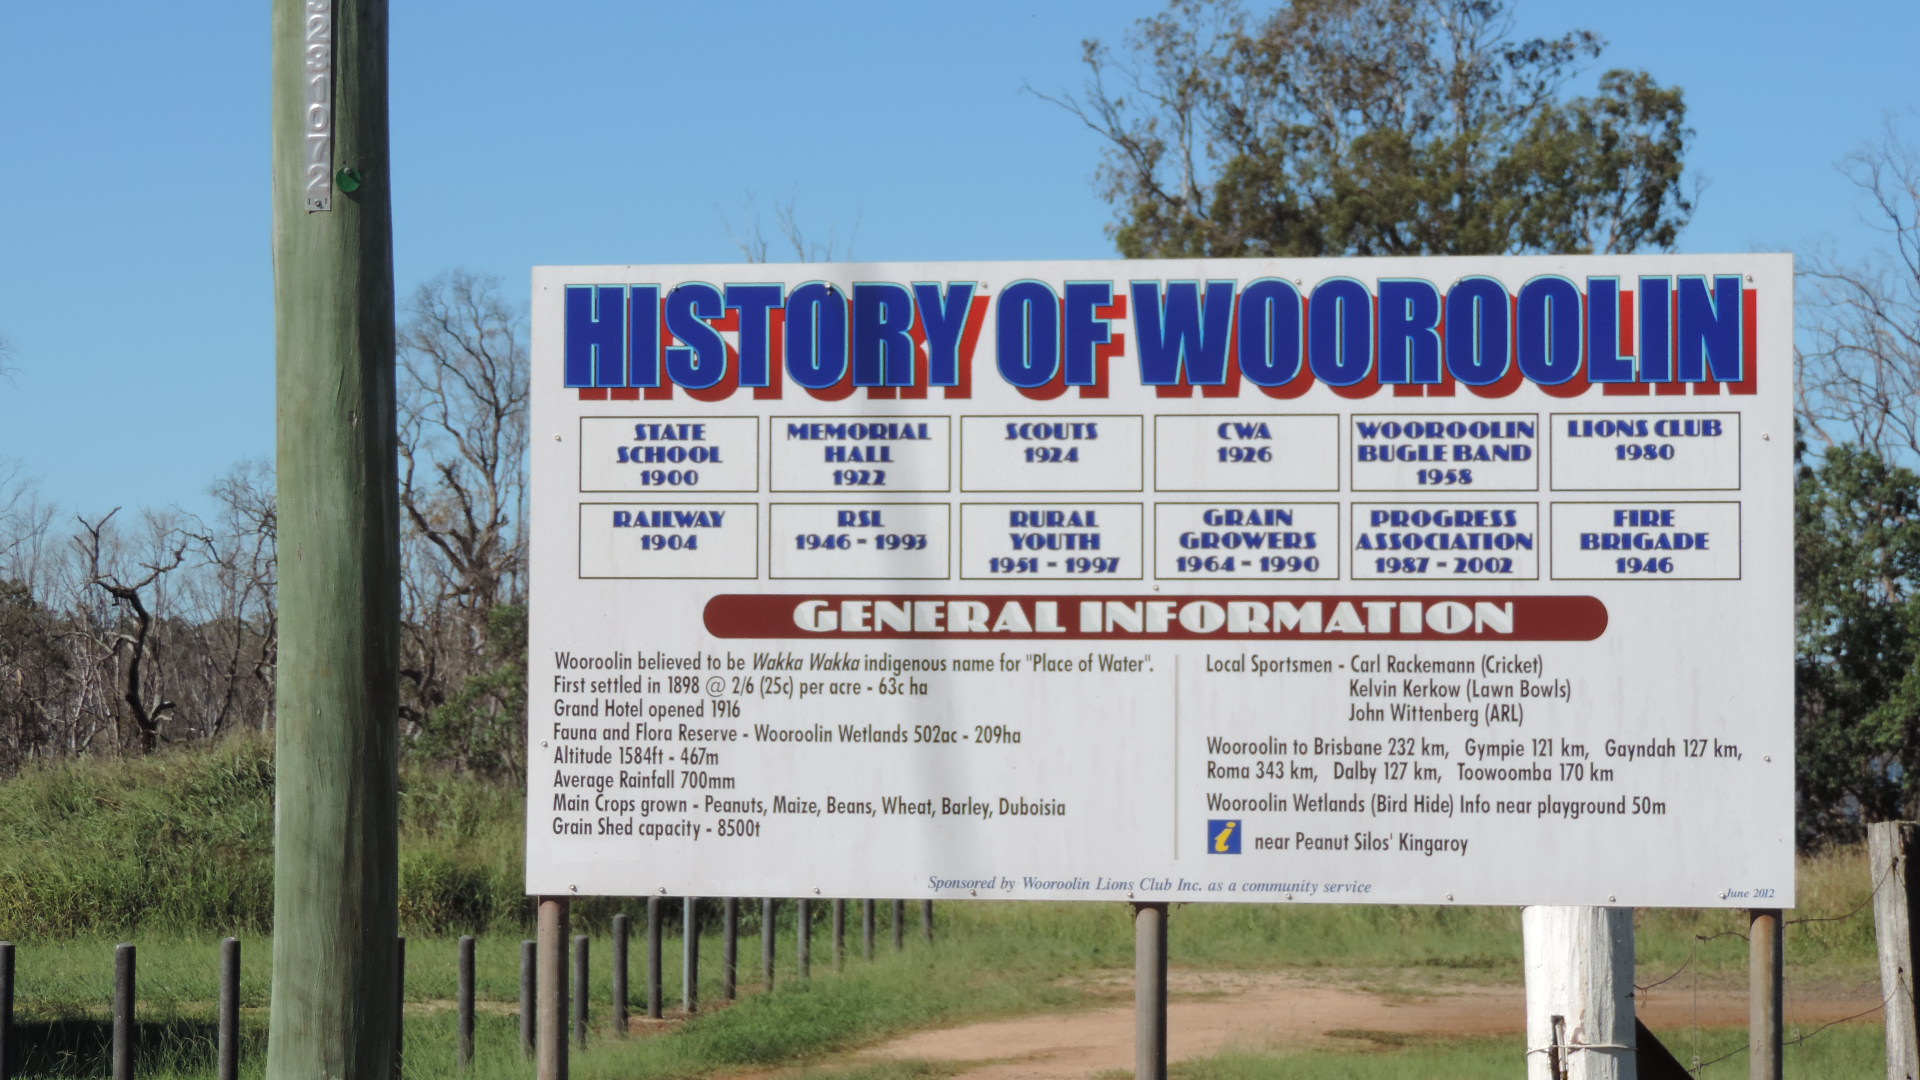 HISTORY OF WOOROOLIN
STATE SCHOOL 1900
MEMORIAL HALL 1922
SCOUTS 1924
CWA 1926
WOOROOLIN BUGLE BAND 1958
LIONS CLUB 1980
RAILWAY 1904
RSL 1946 - 1993
RURAL YOUTH 1951 - 1997
GRAIN GROWERS 1964 - 1990
PROGRESS ASSOCIATION 1987 - 2002
FIRE BRIGADE 1946
GENERAL INFORMATION
Wooroolin believed to be Wakka Wakka indigenous name for "Place of Water".
First settled in 1898 @ 2/6 (25c) per acre - 63c ha
Grand Hotel opened 1916
Fauna and Flora Reserve - Wooroolin Wetlands 502ac - 209ha
Altitude 1584ft - 467m
Average Rainfall 700mm
Main Crops grown - Peanuts, Maize, Beans, Wheat, Barley, Duboisia
Grain Shed capacity - 8500t
Local Sportsmen - Carl Rackemann (Cricket)
Kelvin Kerkow (Lawn Bowls)
John Wittenberg (ARL)
Wooroolin to Brisbane 232 km, Gympie 121 km, Gayndah 127 km,
Roma 343 km, Dalby 127 km, Toowoomba 170 km
Wooroolin Wetlands (Bird Hide) Info near playground 50m
i near Peanut Silos' Kingaroy
Sponsored by Wooroolin Lions Club Inc. as a community service
June 2012